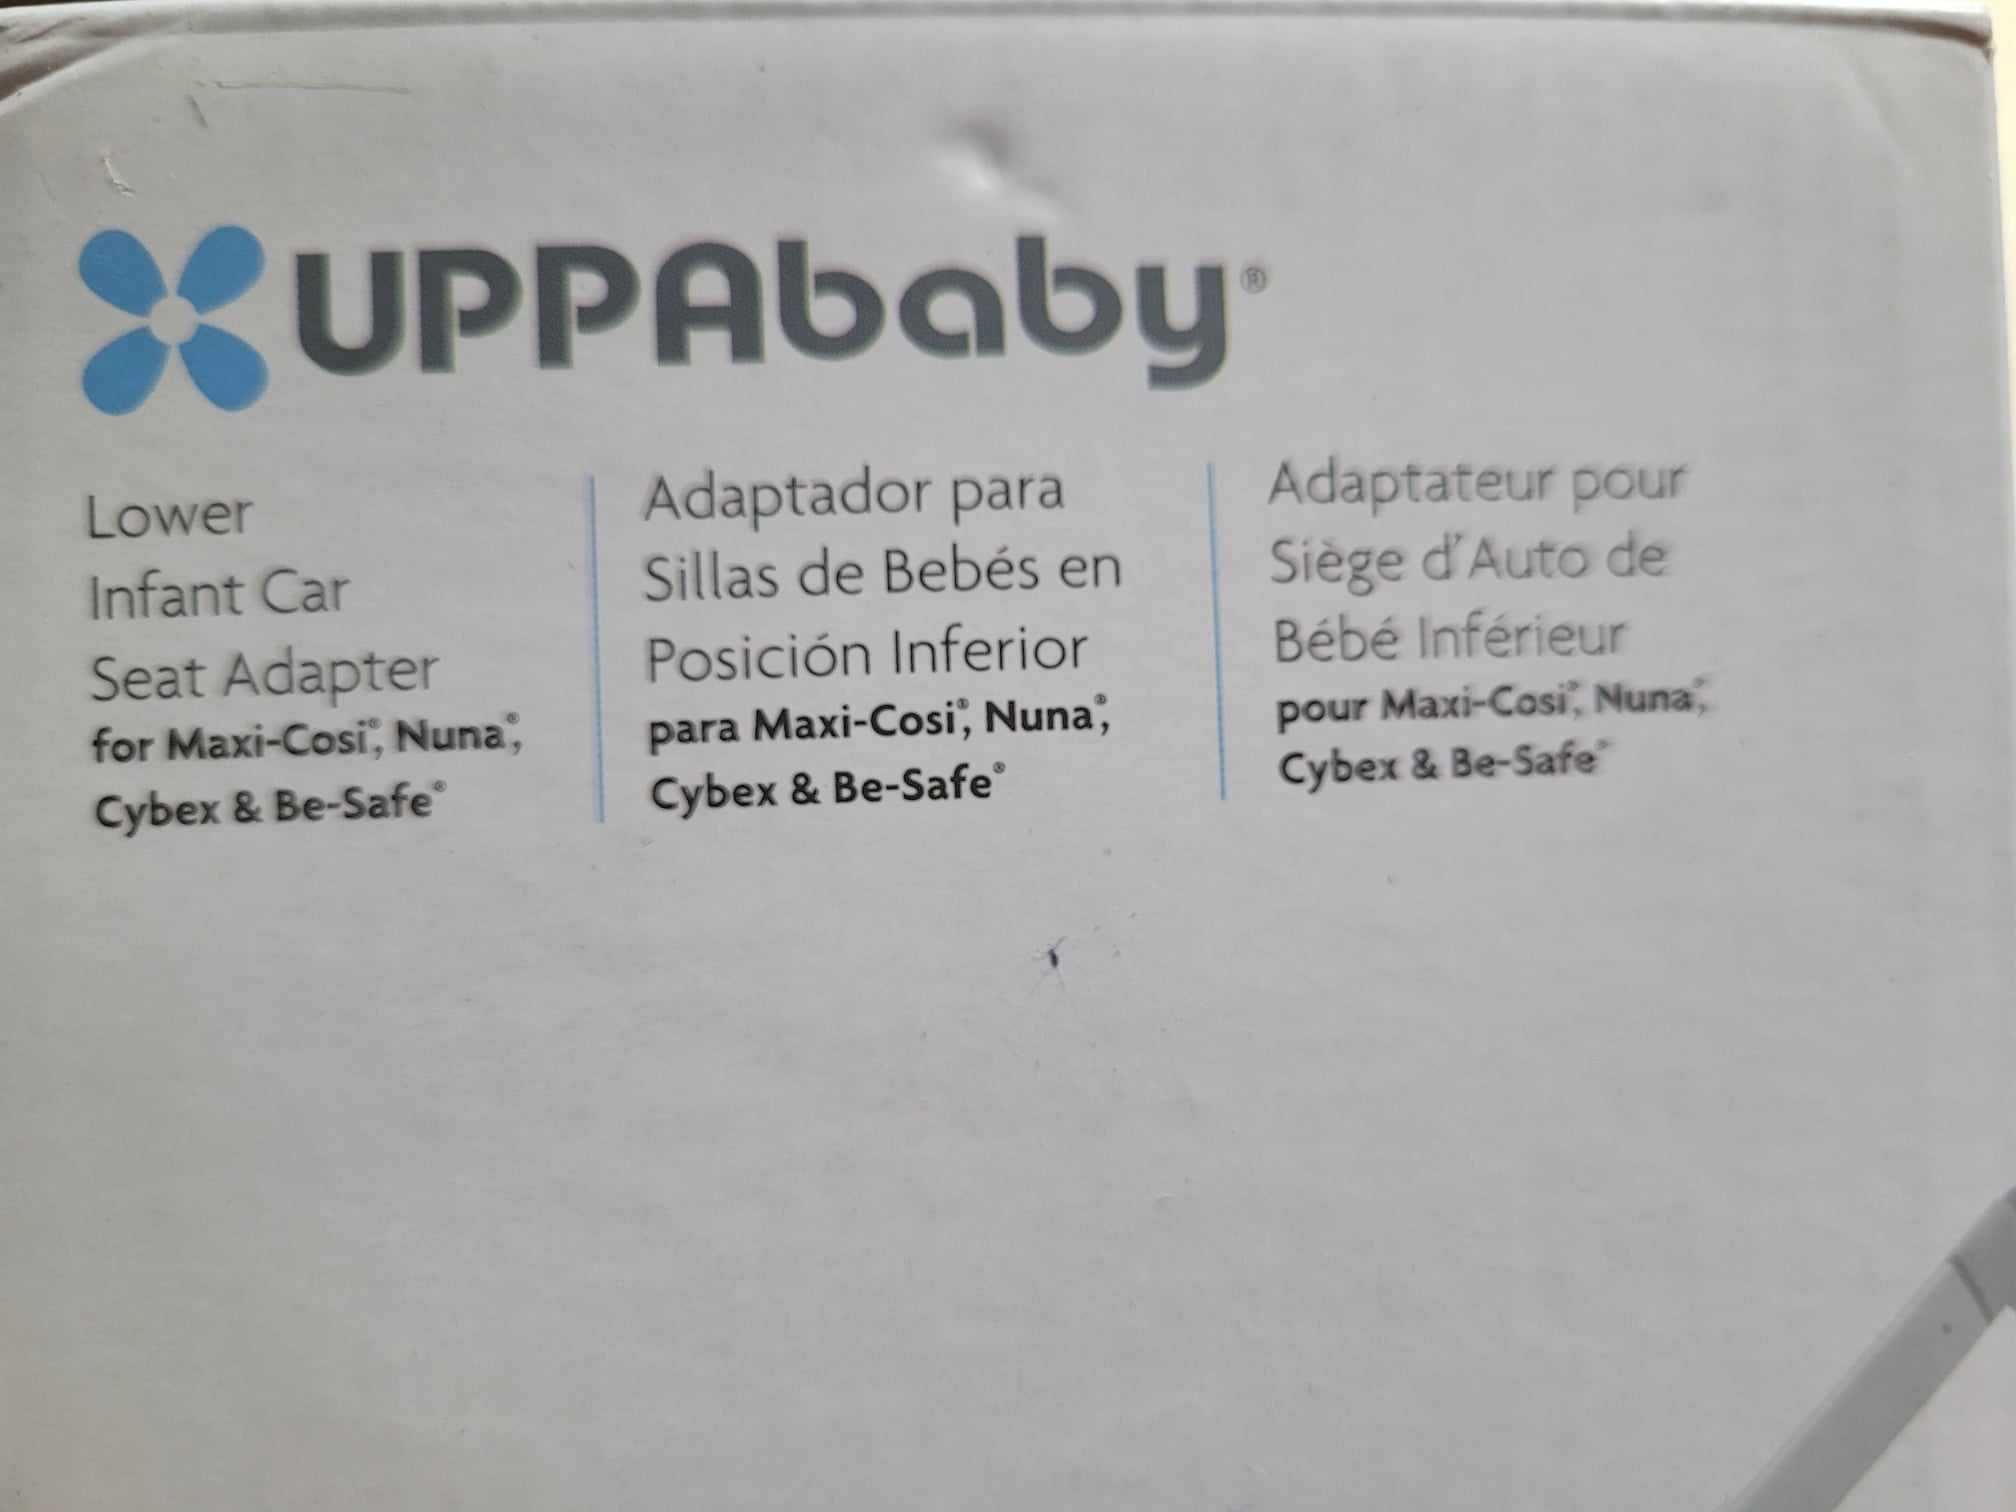 UPPAbaby®
Lower
Infant Car
Seat Adapter
for Maxi-Cosi®, Nuna®,
Cybex & Be-Safe®
Adaptador para
Sillas de Bebés en
Posición Inferior
para Maxi-Cosi®, Nuna®,
Cybex & Be-Safe®
Adaptateur pour
Siège d'Auto de
Bébé Inférieur
pour Maxi-Cosi®, Nuna®,
Cybex & Be-Safe®